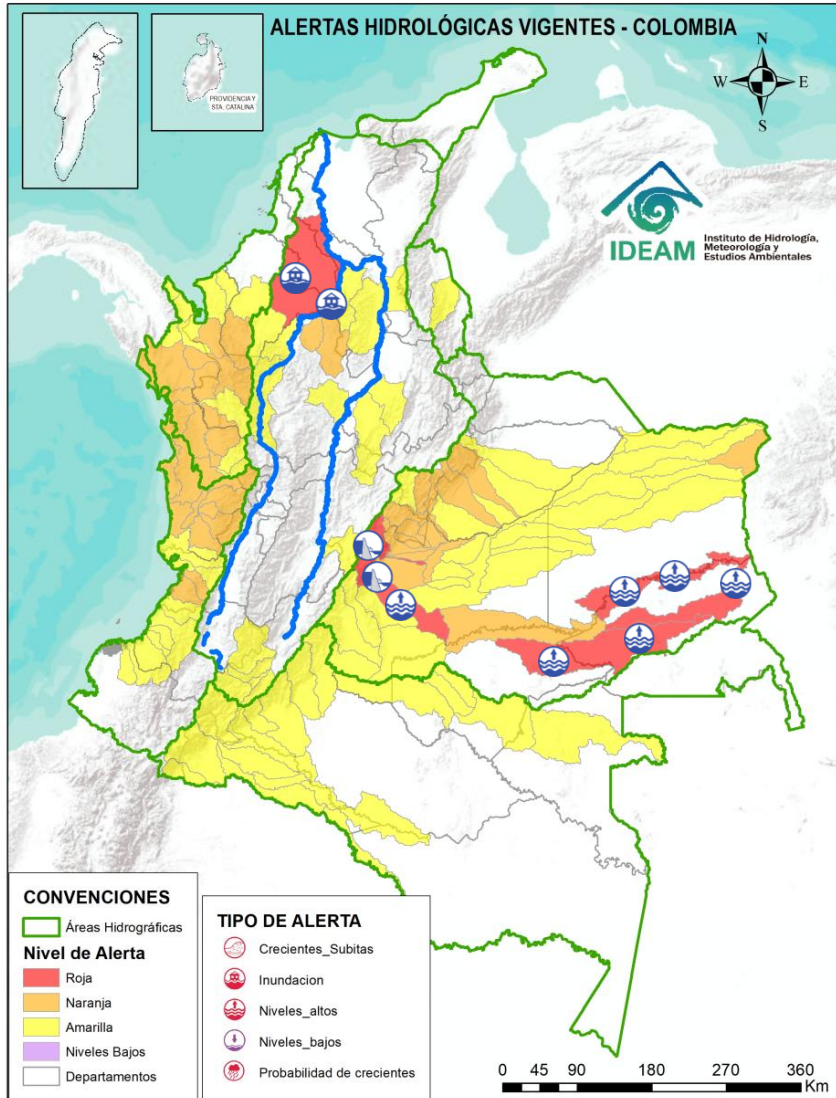 ALERTAS HIDROLÓGICAS VIGENTES - COLOMBIA
PROVIDENCIA Y
STA. CATALINA
N
W
E
S
IDEAM
Instituto de Hidrología,
Meteorología y
Estudios Ambientales
CONVENCIONES
Áreas Hidrográficas
Nivel de Alerta
Roja
Naranja
Amarilla
Niveles Bajos
Departamentos
TIPO DE ALERTA
Crecientes_Subitas
Inundacion
Niveles_altos
Niveles_bajos
Probabilidad de crecientes
0 45 90 180 270 360
Km